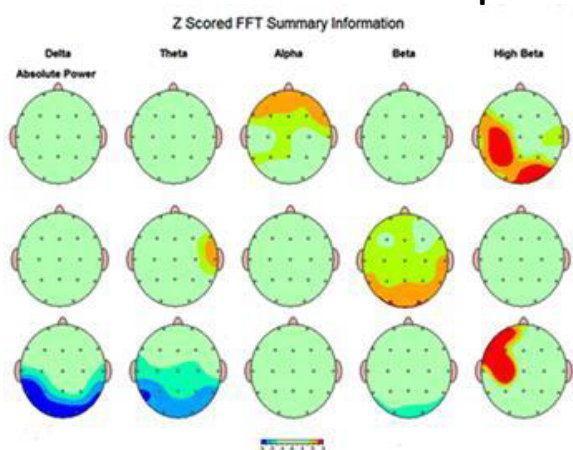 Z Scored FFT Summary Information
Delta Theta Alpha Beta High Beta
Absolute Power